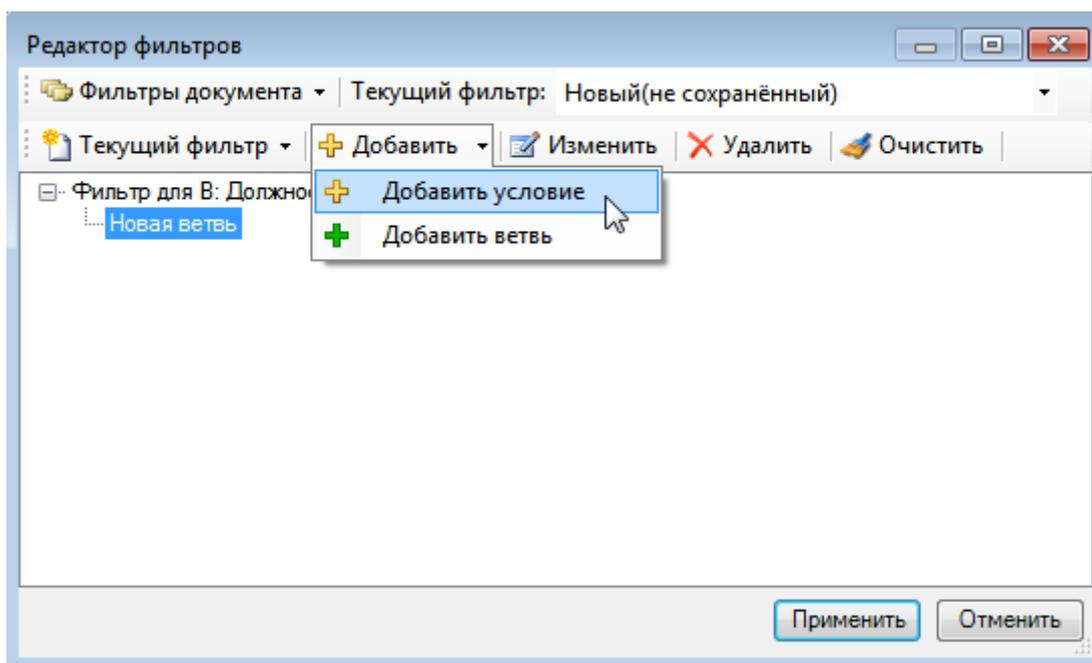 Редактор фильтров
Фильтры документа Текущий фильтр: Новый(не сохранённый)
Текущий фильтр Добавить Изменить Удалить Очистить
Фильтр для В: Должно
Добавить условие
Новая ветвь
Добавить ветвь
Применить Отменить